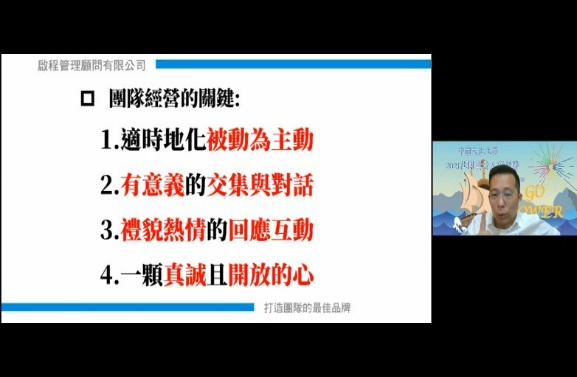 啟程管理顧問有限公司
團隊經營的關鍵:
1.適時地化被動為主動
2.有意義的交集與對話
3.禮貌熱情的回應互動
4.一顆真誠且開放的心
打造團隊的最佳品牌
GO